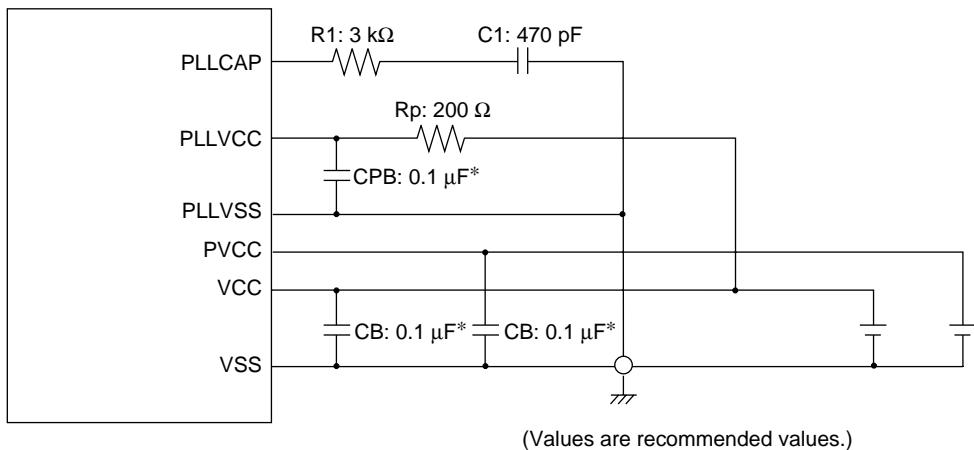 R1: 3 kΩ
C1: 470 pF
PLLCAP
Rp: 200 Ω
PLLVCC
CPB: 0.1 μF*
PLLVSS
PVCC
VCC
CB: 0.1 μF*
CB: 0.1 μF*
VSS
(Values are recommended values.)